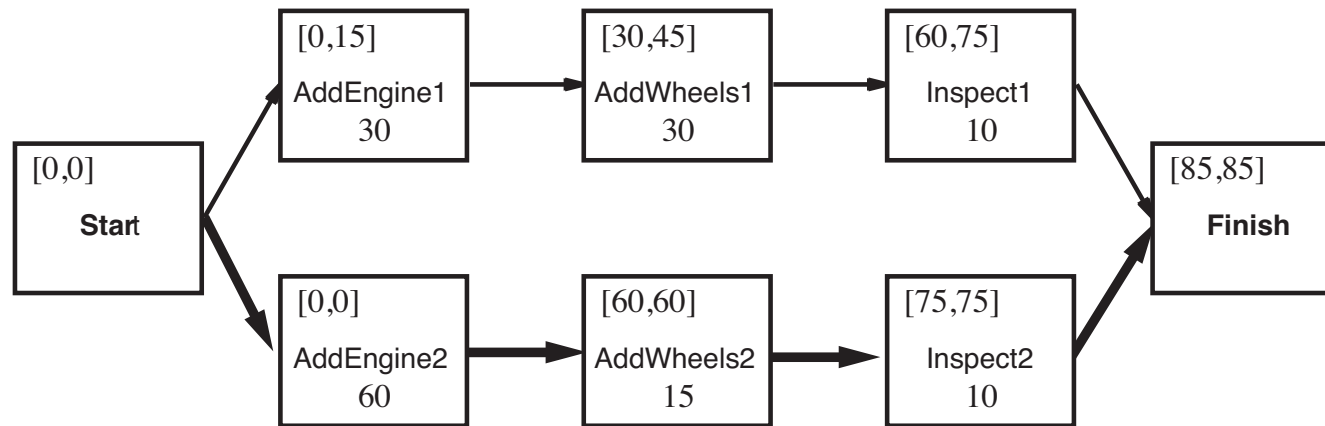 [0,15]
AddEngine1
30
[30,45]
AddWheels1
30
[60,75]
Inspect1
10
[0,0]
Start
[85,85]
Finish
[0,0]
AddEngine2
60
[60,60]
AddWheels2
15
[75,75]
Inspect2
10